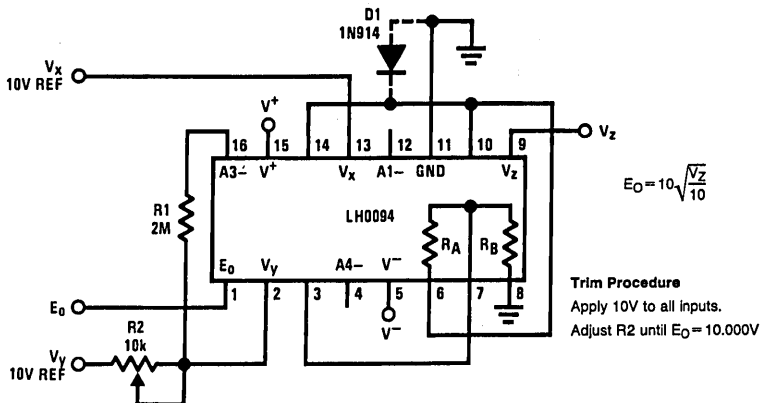 D1
1N914
Vx
10V REF
V+
Vz
16 15 14 13 12 11 10 9
A3- V+ Vx A1- GND Vz
R1
2M
LH0094
RA RB
Eo Vy A4- V-
1 2 3 4 5 6 7 8
Eo
V-
R2
10k
Vy
10V REF
EO=10√VZ/10
Trim Procedure
Apply 10V to all inputs.
Adjust R2 until EO=10.000V